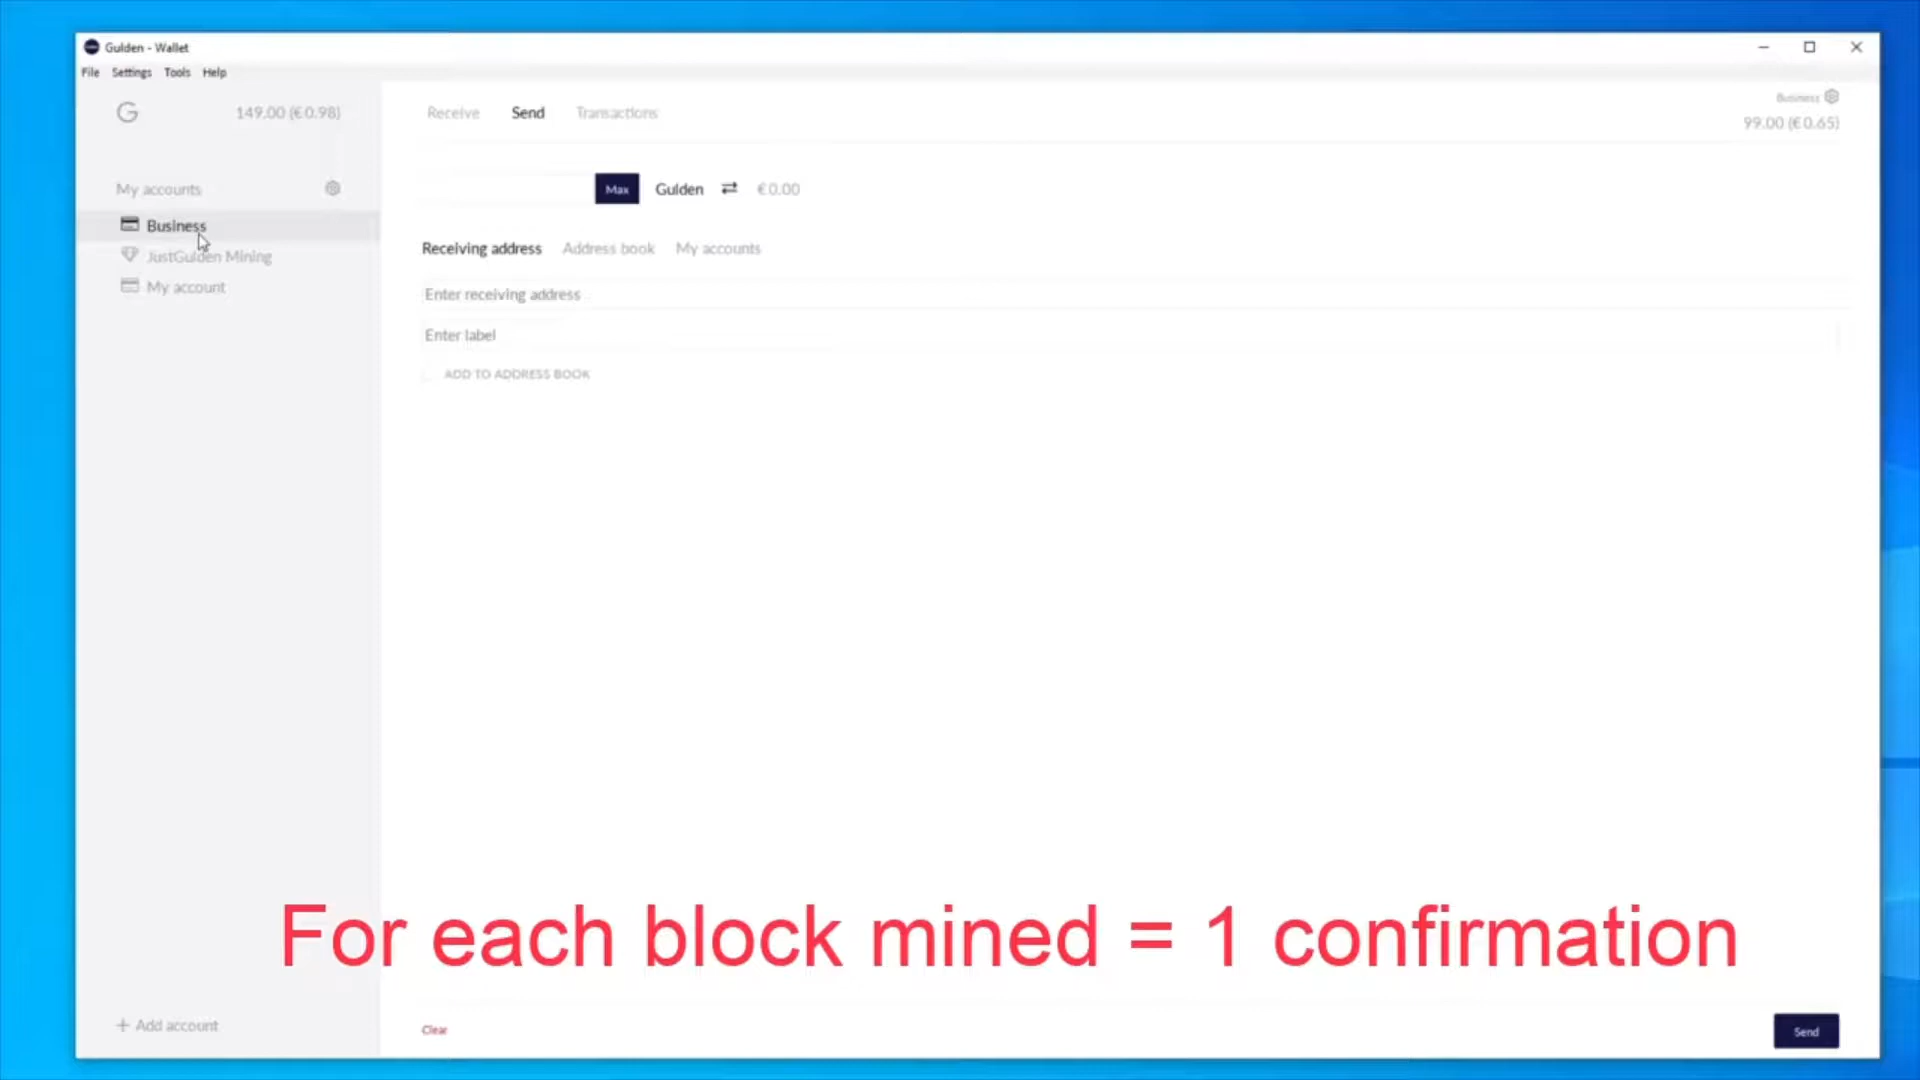 Gulden - Wallet
File Settings Tools Help
149.00 (€0.98)
Receive Send Transactions
Business
99.00 (€0.65)
My accounts
Max Gulden €0.00
Business
JustGulden Mining
My account
Receiving address Address book My accounts
Enter receiving address
Enter label
ADD TO ADDRESS BOOK
For each block mined = 1 confirmation
+ Add account
Clear
Send